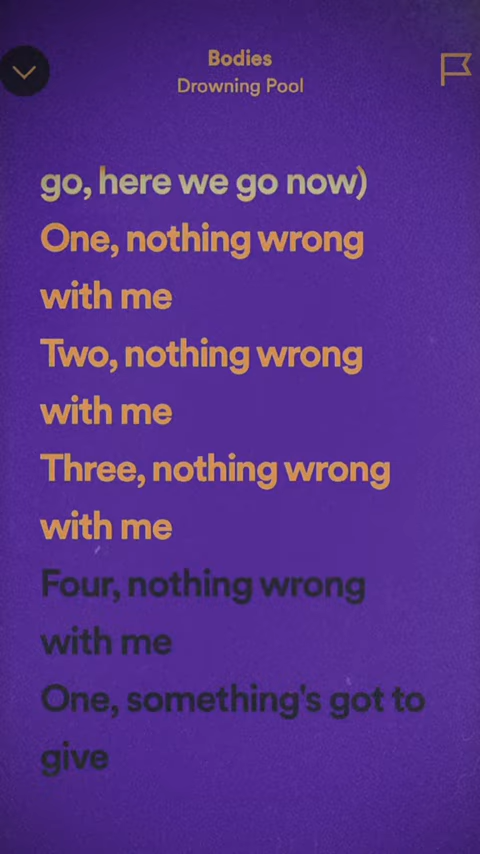 Bodies
Drowning Pool
go, here we go now)
One, nothing wrong
with me
Two, nothing wrong
with me
Three, nothing wrong
with me
Four, nothing wrong
with me
One, something's got to
give